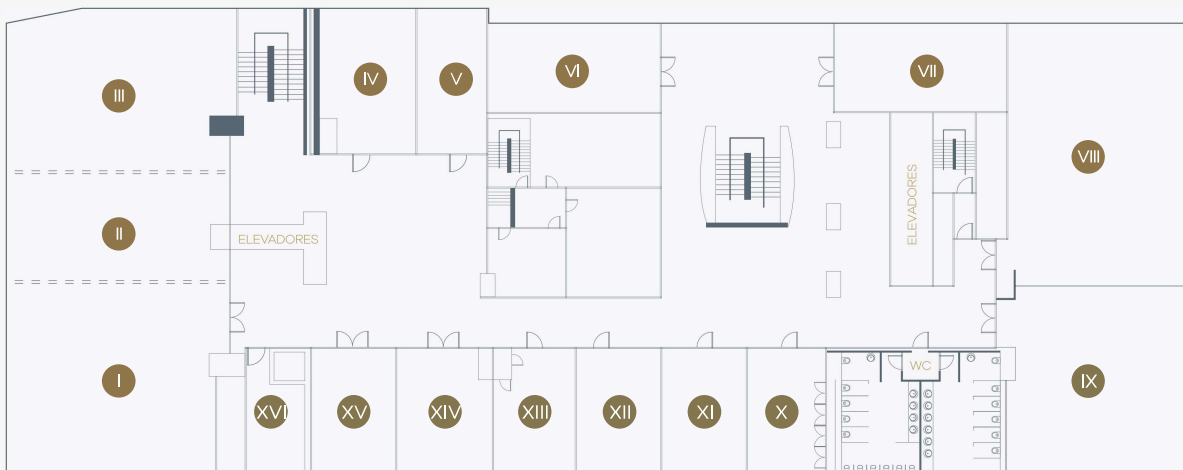 III
IV
V
VI
VII
VIII
II
ELEVADORES
ELEVADORES
I
XVI
XV
XIV
XIII
XII
XI
X
WC
IX